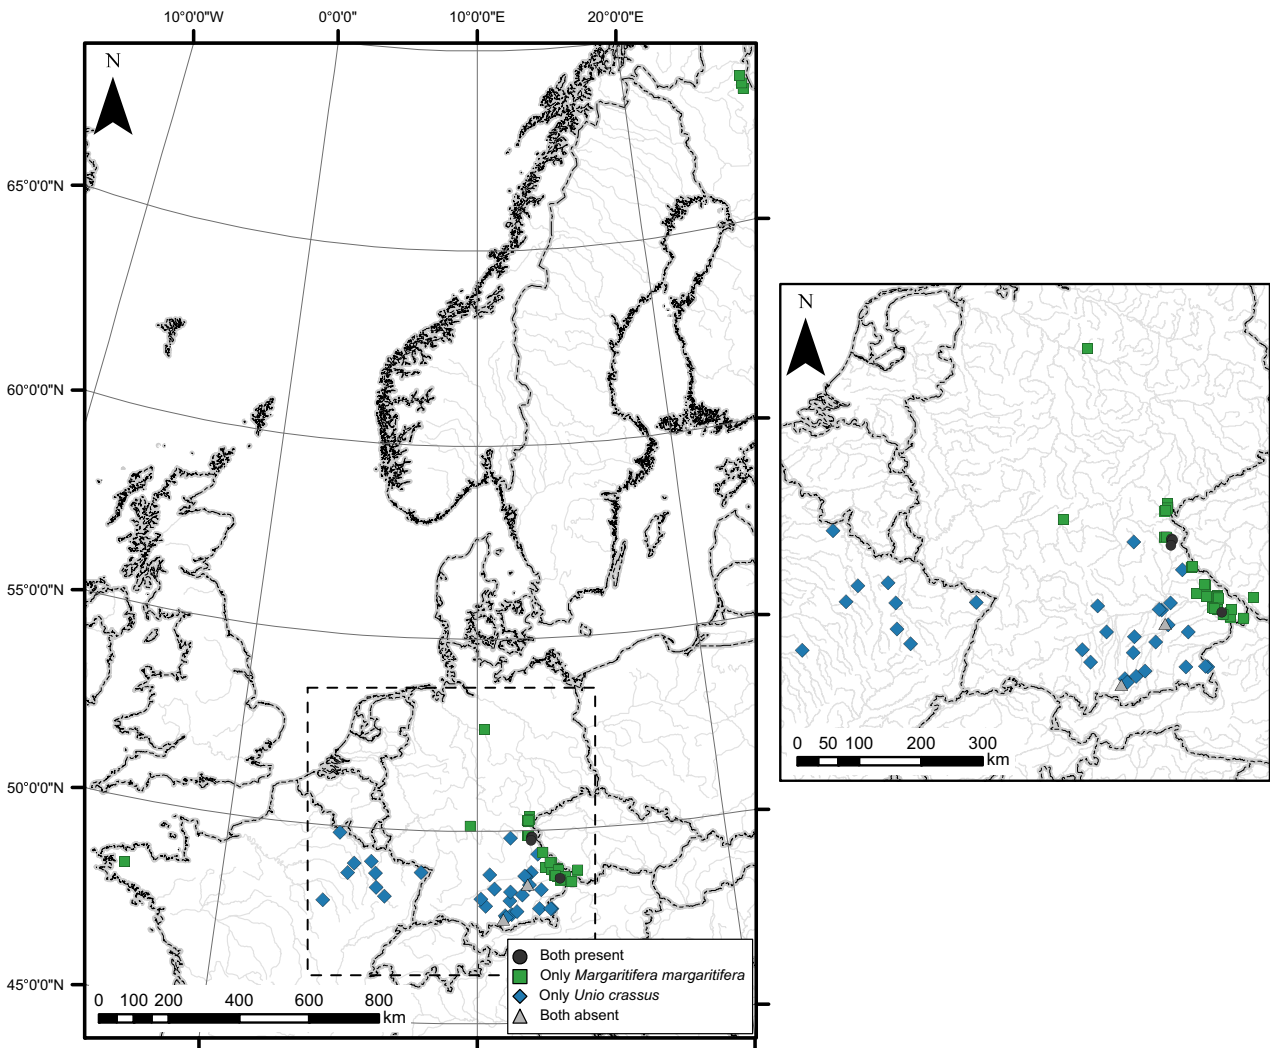 10°0'0"W 0°0'0" 10°0'0"E 20°0'0"E
N
65°0'0"N
60°0'0"N
55°0'0"N
50°0'0"N
45°0'0"N
0 100 200 400 600 800 km
Both present
Only Margaritifera margaritifera
Only Unio crassus
Both absent
N
0 50 100 200 300 km